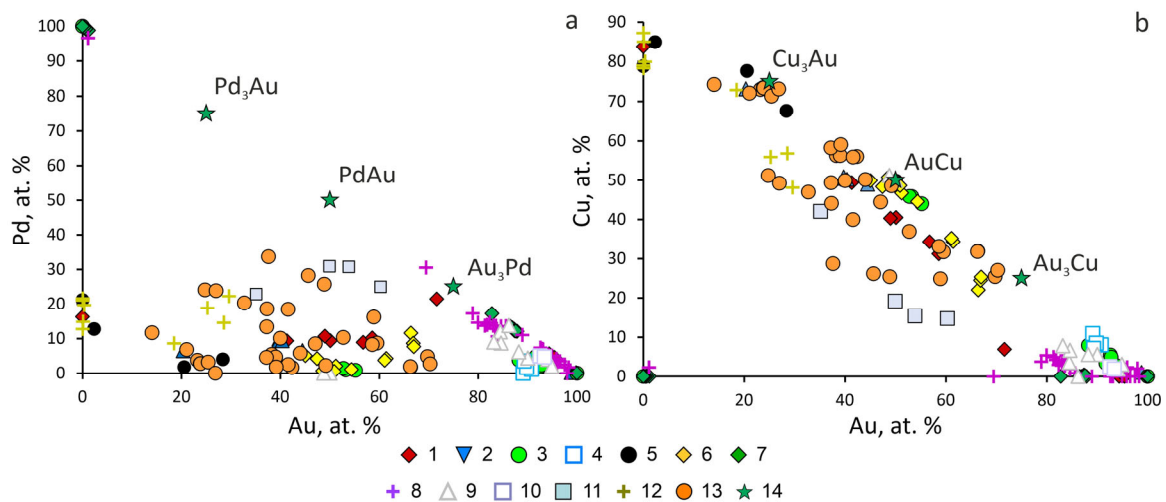 a
Pd, at. %
100
90
80
70
60
50
40
30
20
10
0
Pd₃Au
PdAu
Au₃Pd
0 20 40 60 80 100
Au, at. %
b
Cu, at. %
90
80
70
60
50
40
30
20
10
0
Cu₃Au
AuCu
Au₃Cu
0 20 40 60 80 100
Au, at. %
1 2 3 4 5 6 7
8 9 10 11 12 13 14